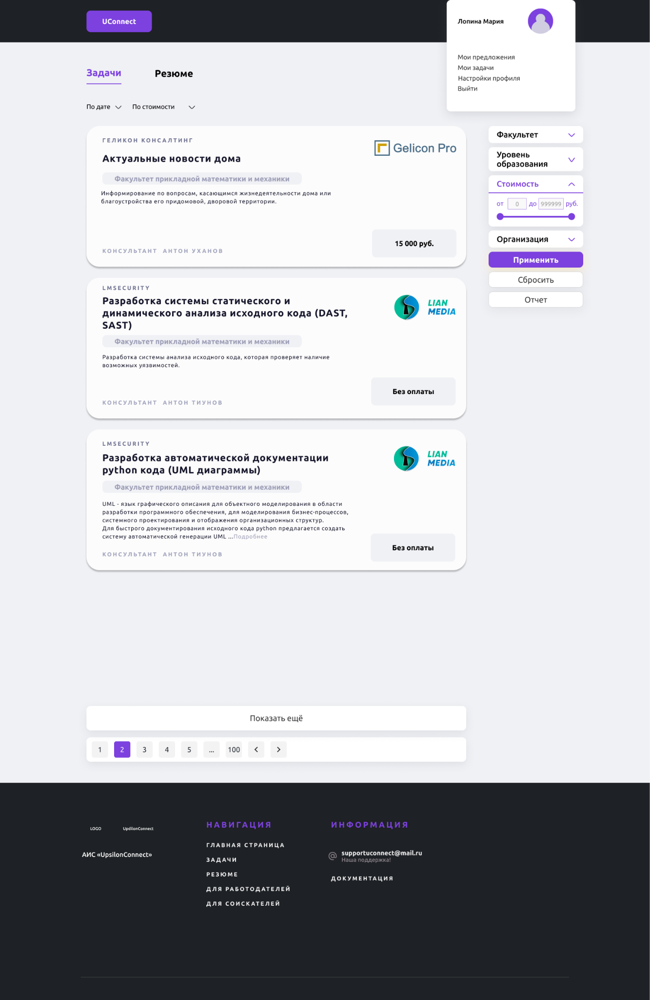 UConnect
Лопина Мария
Мои предложения
Мои задачи
Настройки профиля
Выйти
Задачи
Резюме
По дате
По стоимости
ГЕЛИКОН КОНСАЛТИНГ
Gelicon Pro
Актуальные новости дома
Факультет прикладной математики и механики
Информирование по вопросам, касающимся жизнедеятельности дома или
благоустройства его придомовой, дворовой территории.
15 000 руб.
КОНСУЛЬТАНТ АНТОН УХАНОВ
LMSECURITY
Разработка системы статического и
динамического анализа исходного кода (DAST,
SAST)
LIAN
MEDIA
Факультет прикладной математики и механики
Разработка системы анализа исходного кода, которая проверяет наличие
возможных уязвимостей.
Без оплаты
КОНСУЛЬТАНТ АНТОН ТИУНОВ
LMSECURITY
Разработка автоматической документации
python кода (UML диаграммы)
LIAN
MEDIA
Факультет прикладной математики и механики
UML - язык графического описания для объектного моделирования в области
разработки программного обеспечения, для моделирования бизнес-процессов,
системного проектирования и отображения организационных структур.
Для быстрого документирования исходного кода python предлагается создать
систему автоматической генерации UML ...Подробнее
Без оплаты
КОНСУЛЬТАНТ АНТОН ТИУНОВ
Факультет
Уровень
образования
Стоимость
от 0 до 999999 руб.
Организация
Применить
Сбросить
Отчет
Показать ещё
1 2 3 4 5 ... 100 < >
LOGO
UpdilonConnect
АИС «UpsilonConnect»
НАВИГАЦИЯ
ГЛАВНАЯ СТРАНИЦА
ЗАДАЧИ
РЕЗЮМЕ
ДЛЯ РАБОТОДАТЕЛЕЙ
ДЛЯ СОИСКАТЕЛЕЙ
ИНФОРМАЦИЯ
@ supportuconnect@mail.ru
Наша поддержка!
ДОКУМЕНТАЦИЯ